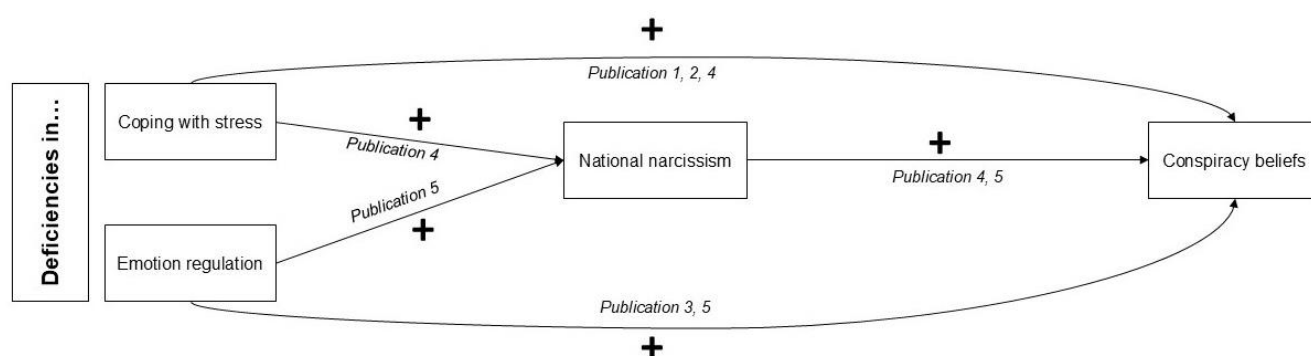 +
Publication 1, 2, 4
Deficiencies in...
Coping with stress
+
Publication 4
National narcissism
+
Publication 4, 5
Conspiracy beliefs
Publication 5
+
Emotion regulation
Publication 3, 5
+